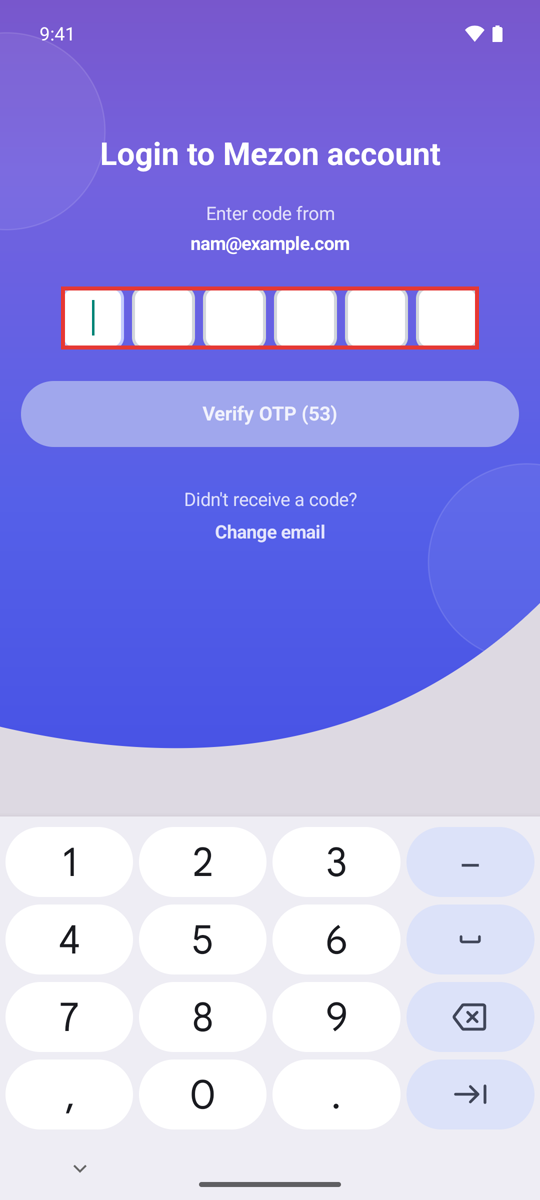 9:41
Login to Mezon account
Enter code from
nam@example.com
Verify OTP (53)
Didn't receive a code?
Change email
1 2 3 –
4 5 6
7 8 9
, 0 .